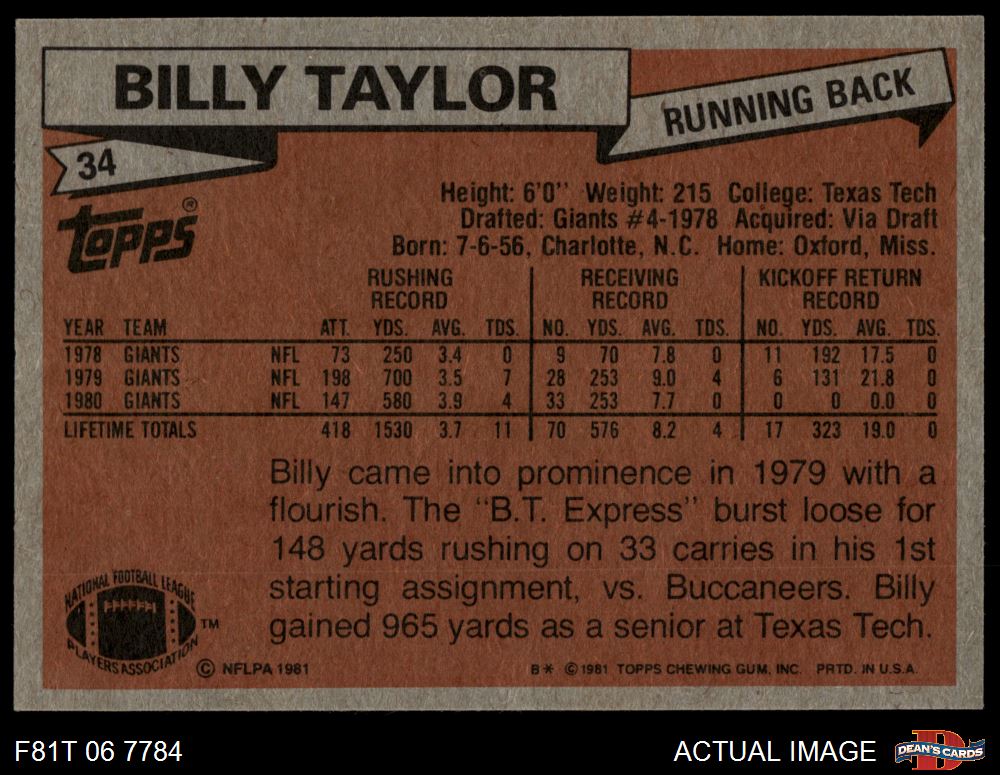 BILLY TAYLOR
RUNNING BACK
34
TOPPS®
Height: 6'0" Weight: 215 College: Texas Tech
Drafted: Giants #4-1978 Acquired: Via Draft
Born: 7-6-56, Charlotte, N.C. Home: Oxford, Miss.
RUSHING RECORD RECEIVING RECORD KICKOFF RETURN RECORD
YEAR TEAM ATT. YDS. AVG. TDS. NO. YDS. AVG. TDS. NO. YDS. AVG. TDS.
1978 GIANTS NFL 73 250 3.4 0 9 70 7.8 0 11 192 17.5 0
1979 GIANTS NFL 198 700 3.5 7 28 253 9.0 4 6 131 21.8 0
1980 GIANTS NFL 147 580 3.9 4 33 253 7.7 0 0 0 0.0 0
LIFETIME TOTALS 418 1530 3.7 11 70 576 8.2 4 17 323 19.0 0
Billy came into prominence in 1979 with a
flourish. The "B.T. Express" burst loose for
148 yards rushing on 33 carries in his 1st
starting assignment, vs. Buccaneers. Billy
gained 965 yards as a senior at Texas Tech.
NATIONAL FOOTBALL LEAGUE
PLAYERS ASSOCIATION
TM
© NFLPA 1981
B* © 1981 TOPPS CHEWING GUM, INC. PRTD. IN U.S.A.
F81T 06 7784
ACTUAL IMAGE
D
DEAN'S CARDS